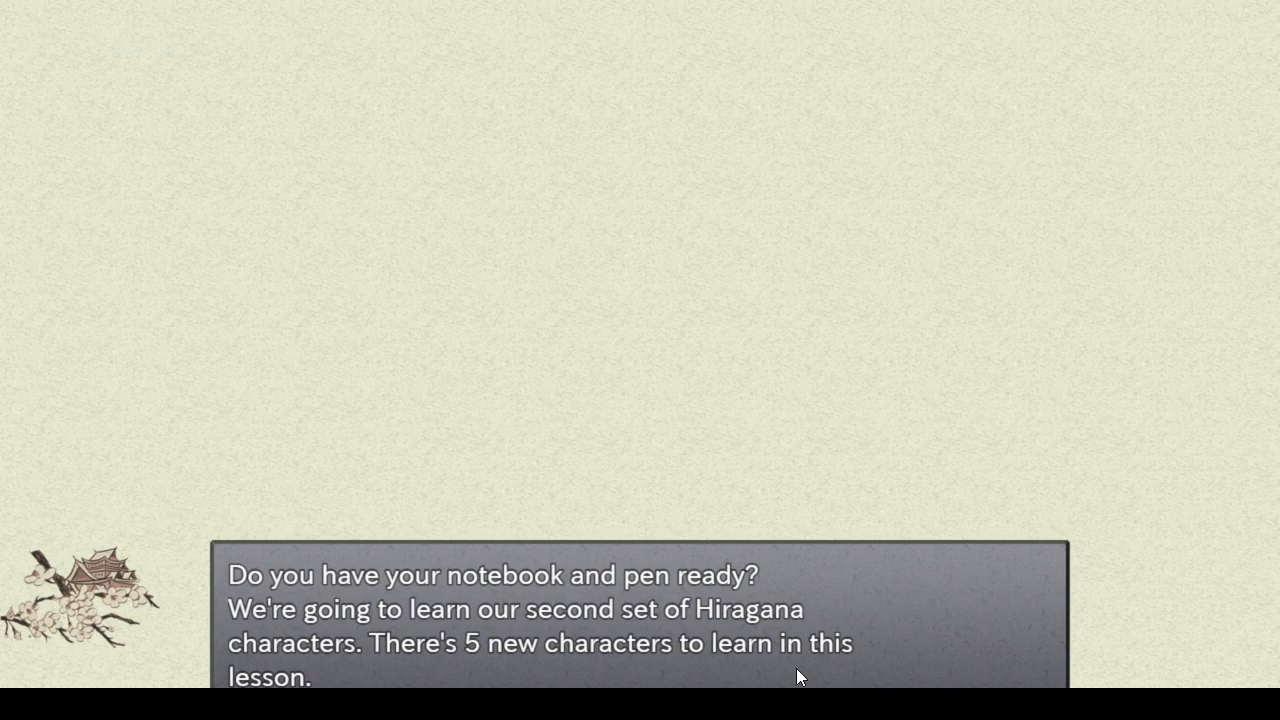 Do you have your notebook and pen ready?
We're going to learn our second set of Hiragana
characters. There's 5 new characters to learn in this
lesson.